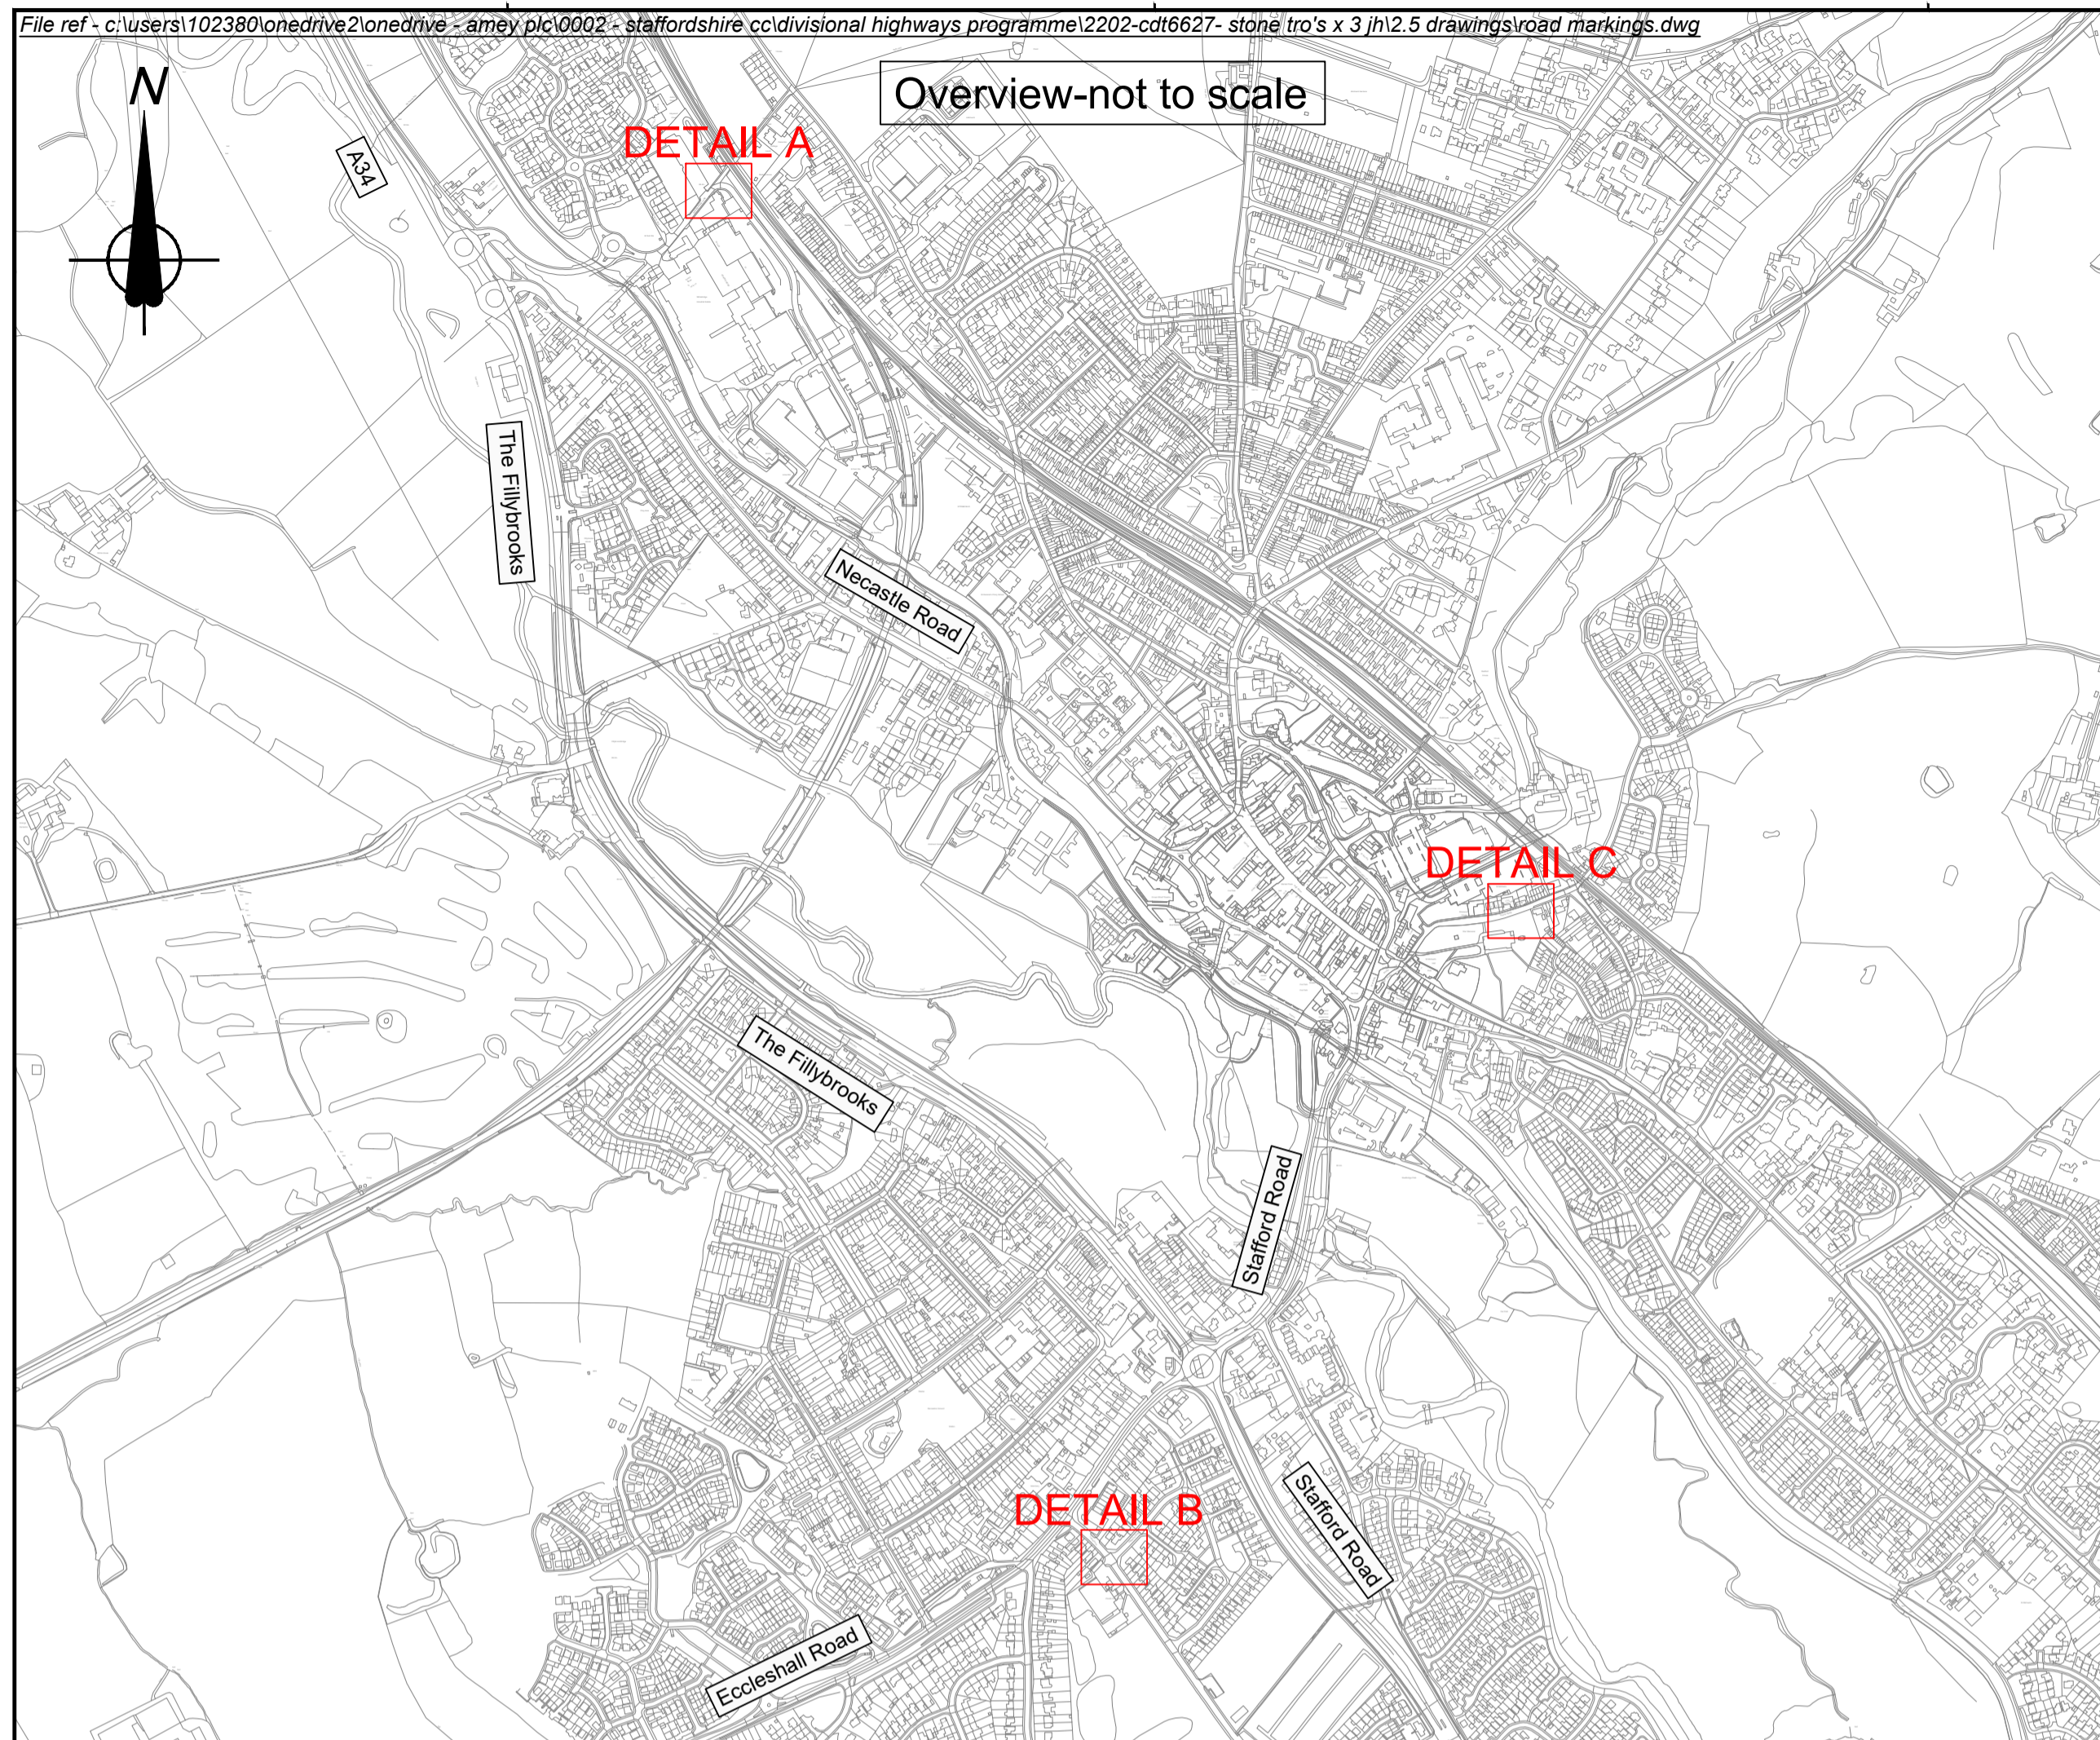 File ref - c:\users\102380\onedrive2\onedrive - amey plc\0002 - staffordshire cc\divisional highways programme\2202-cdt6627- stone tro's x 3 jh\2.5 drawings\road markings.dwg
N
Overview-not to scale
DETAIL A
A34
The Fillybrooks
Necastle Road
DETAIL C
The Fillybrooks
Stafford Road
Stafford Road
DETAIL B
Eccleshall Road